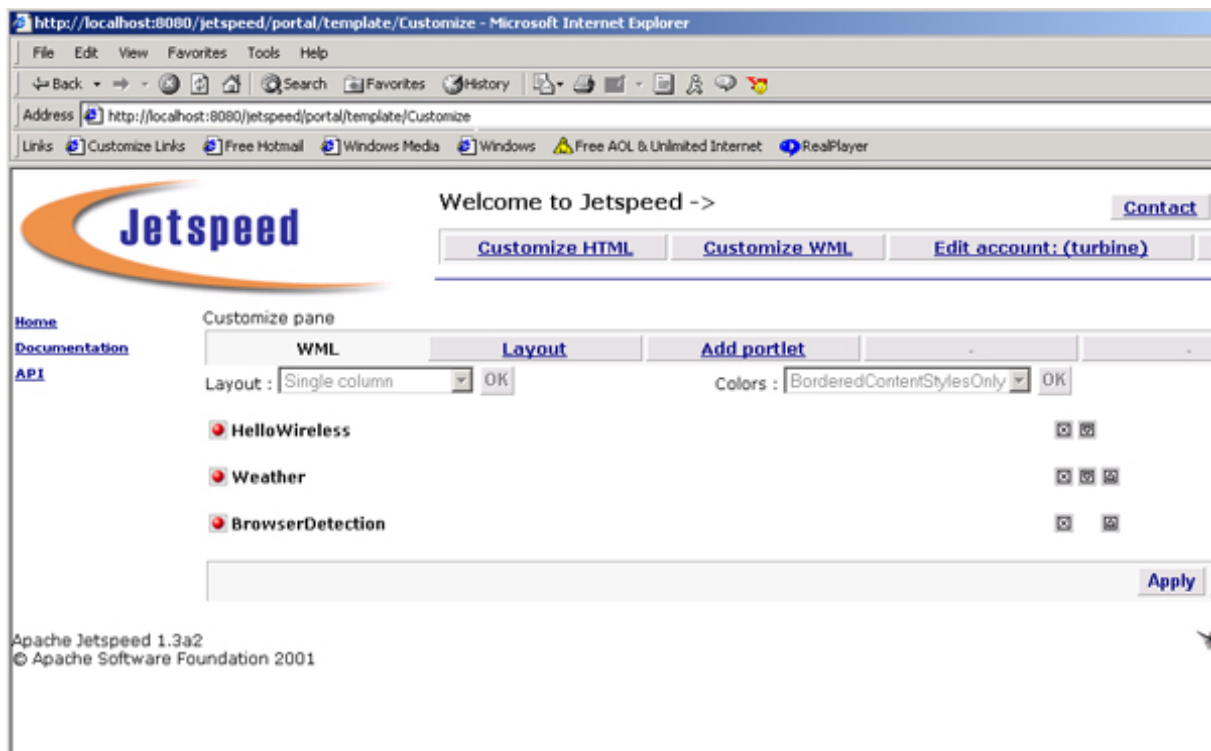 http://localhost:8080/jetspeed/portal/template/Customize - Microsoft Internet Explorer
File Edit View Favorites Tools Help
Back Search Favorites History
Address http://localhost:8080/jetspeed/portal/template/Customize
Links Customize Links Free Hotmail Windows Media Windows Free AOL & Unlimited Internet RealPlayer
Jetspeed
Welcome to Jetspeed ->
Contact
Customize HTML Customize WML Edit account: (turbine)
Home
Documentation
API
Customize pane
WML Layout Add portlet - -
Layout : Single column OK Colors : BorderedContentStylesOnly OK
HelloWireless
Weather
BrowserDetection
Apply
Apache Jetspeed 1.3a2
© Apache Software Foundation 2001